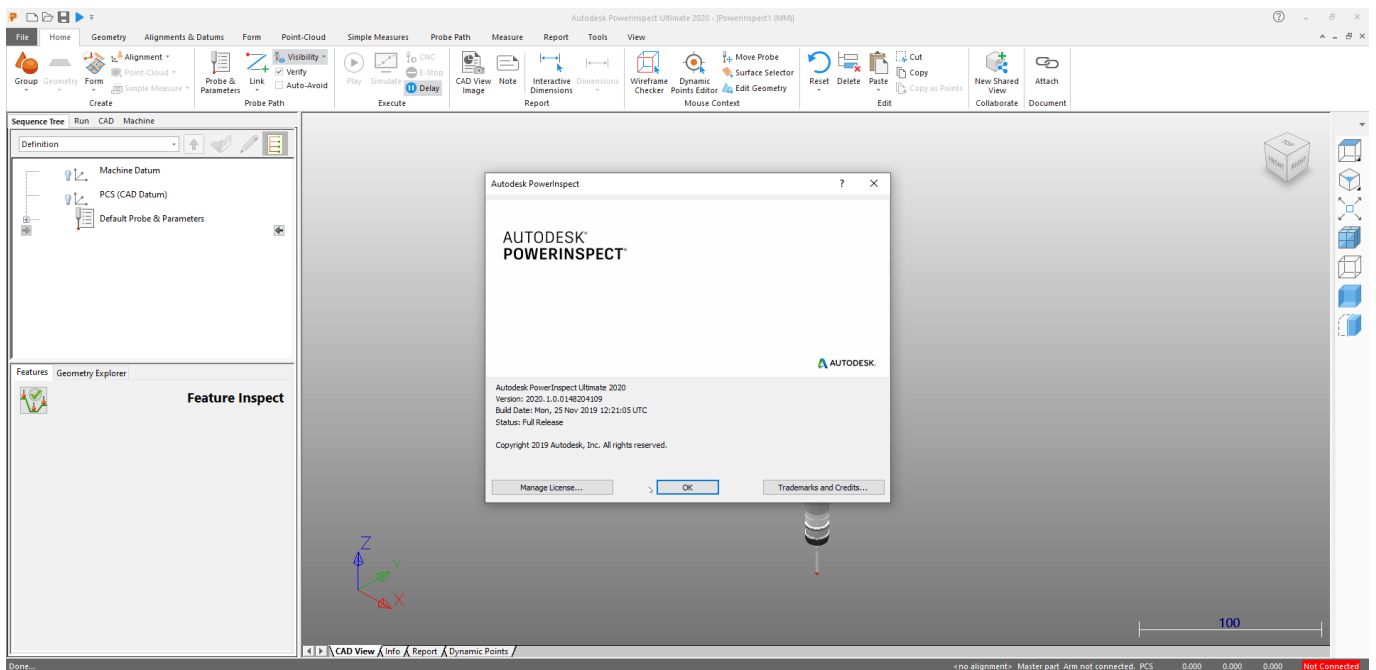 Autodesk PowerInspect Ultimate 2020 - [PowerInspect1 (MM)]
File Home Geometry Alignments & Datums Form Point-Cloud Simple Measures Probe Path Measure Report Tools View
Group Geometry Form
Alignment
Point-Cloud
Simple Measure
Create
Probe & Parameters
Link
Visibility
Verify
Auto-Avoid
Probe Path
Play Simulate
CNC
E-Stop
Delay
Execute
CAD View Image
Note
Interactive Dimensions
Dimensions
Report
Wireframe Checker
Dynamic Points Editor
Move Probe
Surface Selector
Edit Geometry
Mouse Context
Reset Delete Paste
Cut
Copy
Copy as Points
Edit
New Shared View
Collaborate
Attach
Document
Sequence Tree Run CAD Machine
Definition
Machine Datum
PCS (CAD Datum)
Default Probe & Parameters
Features Geometry Explorer
Feature Inspect
TOP
FRONT RIGHT
Autodesk PowerInspect ? ×
AUTODESK®
POWERINSPECT®
AUTODESK.
Autodesk PowerInspect Ultimate 2020
Version: 2020.1.0.0148204109
Build Date: Mon, 25 Nov 2019 12:21:05 UTC
Status: Full Release
Copyright 2019 Autodesk, Inc. All rights reserved.
Manage License... OK Trademarks and Credits...
Z
Y
X
100
CAD View Info Report Dynamic Points
Done... <no alignment> Master part Arm not connected. PCS 0.000 0.000 0.000 Not Connected